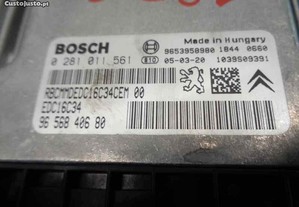 CustoJusto.pt
BOSCH
Made in Hungary
0 281 011 561
9653958980 1844 0660
05-03-20 1039S09391
RBCMMDEDC16C34CEM 00
EDC16C34
96 568 406 80